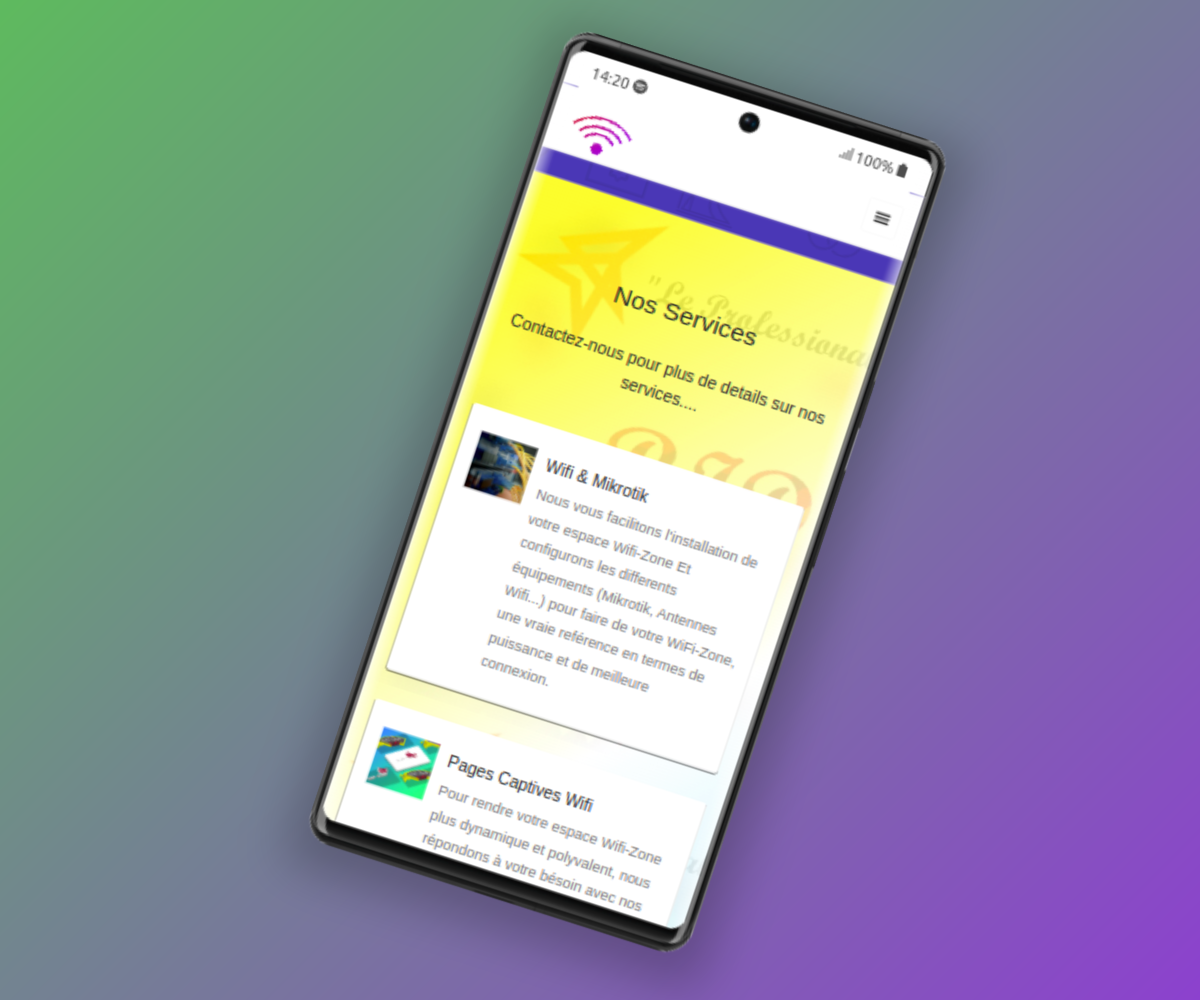 14:20
100%
"Le Professiona
Nos Services
Contactez-nous pour plus de details sur nos
services....
Wifi & Mikrotik
Nous vous facilitons l'installation de
votre espace Wifi-Zone Et
configurons les differents
équipements (Mikrotik, Antennes
Wifi...) pour faire de votre WiFi-Zone,
une vraie reférence en termes de
puissance et de meilleure
connexion.
Pages Captives Wifi
Pour rendre votre espace Wifi-Zone
plus dynamique et polyvalent, nous
répondons à votre bésoin avec nos